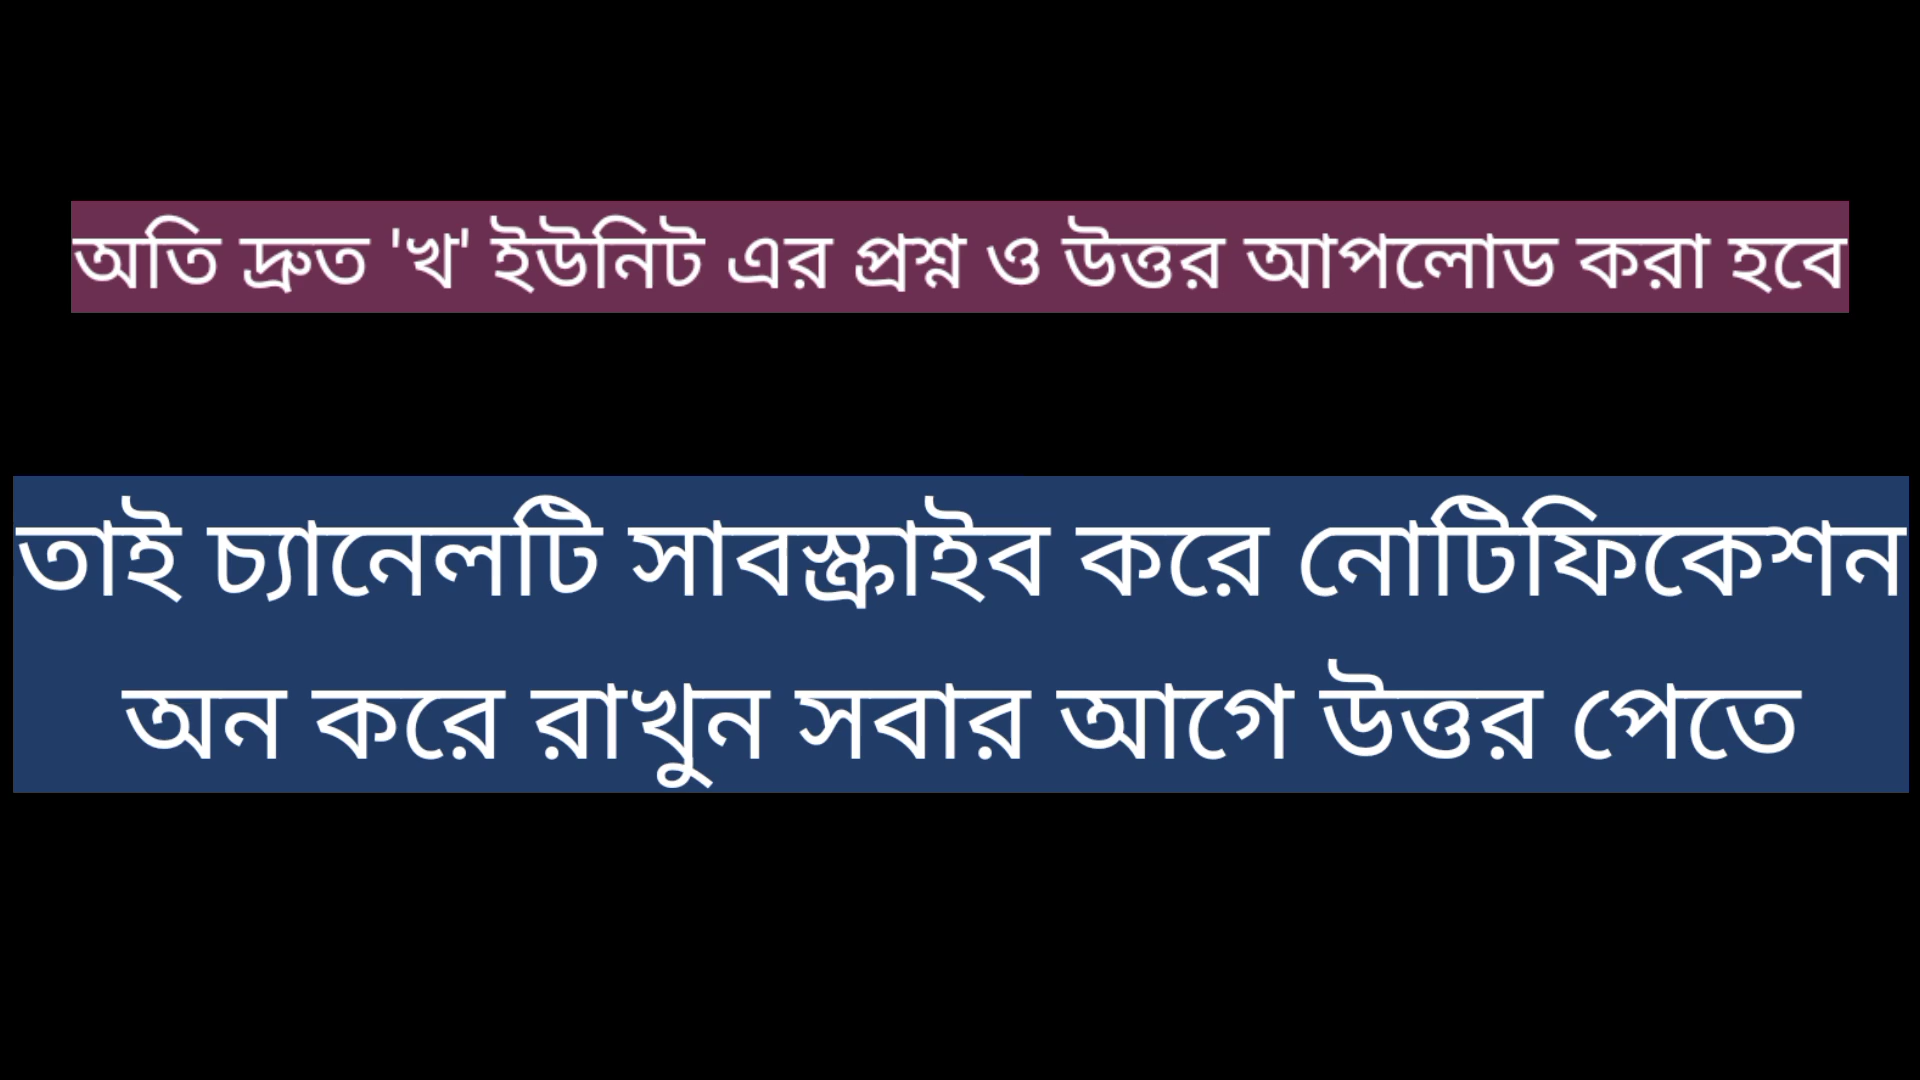 অতি দ্রুত 'খ' ইউনিট এর প্রশ্ন ও উত্তর আপলোড করা হবে
তাই চ্যানেলটি সাবস্ক্রাইব করে নোটিফিকেশন
অন করে রাখুন সবার আগে উত্তর পেতে